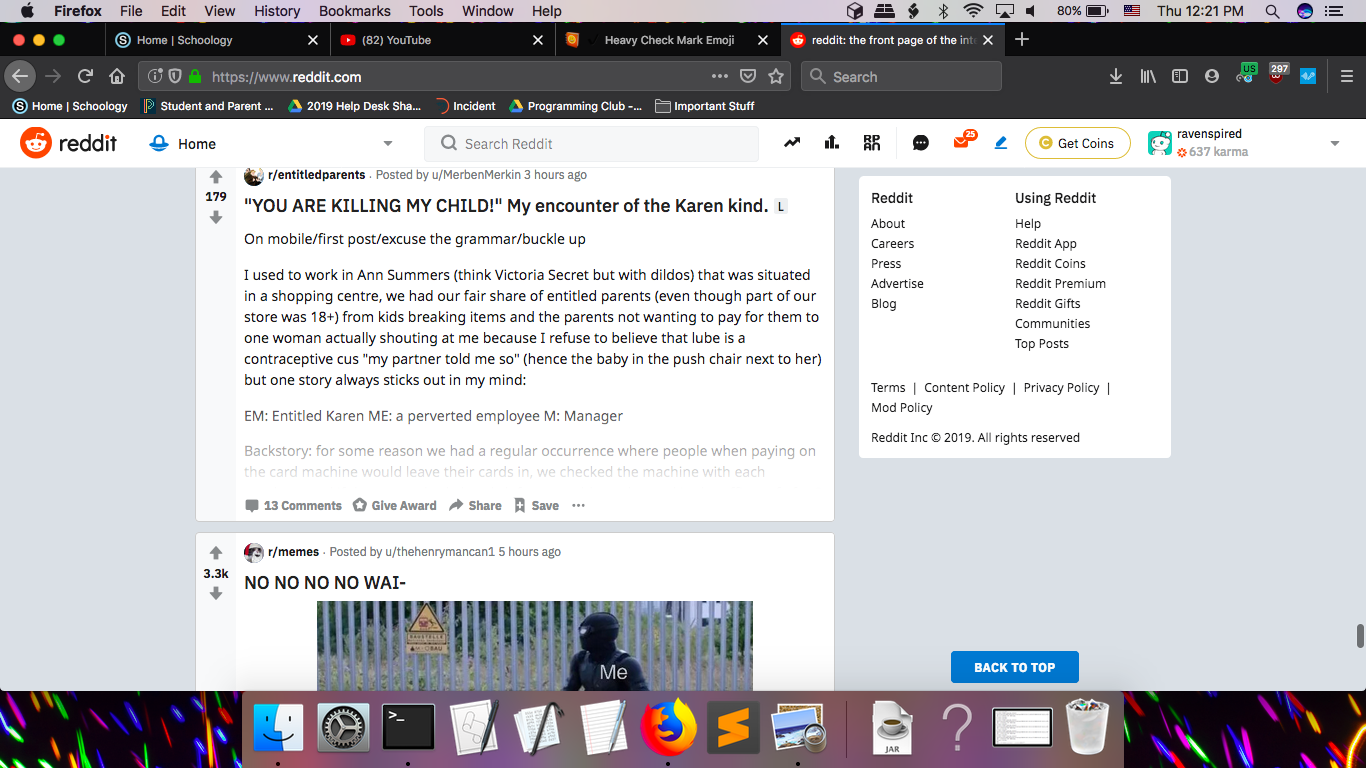 Firefox File Edit View History Bookmarks Tools Window Help 80% Thu 12:21 PM
Home | Schoology (82) YouTube Heavy Check Mark Emoji reddit: the front page of the inte
https://www.reddit.com Search US 297
Home | Schoology Student and Parent ... 2019 Help Desk Sha... Incident Programming Club -... Important Stuff
reddit Home Search Reddit 25 Get Coins ravenspired
637 karma
r/entitledparents · Posted by u/MerbenMerkin 3 hours ago
179
"YOU ARE KILLING MY CHILD!" My encounter of the Karen kind. L
On mobile/first post/excuse the grammar/buckle up
I used to work in Ann Summers (think Victoria Secret but with dildos) that was situated
in a shopping centre, we had our fair share of entitled parents (even though part of our
store was 18+) from kids breaking items and the parents not wanting to pay for them to
one woman actually shouting at me because I refuse to believe that lube is a
contraceptive cus "my partner told me so" (hence the baby in the push chair next to her)
but one story always sticks out in my mind:
EM: Entitled Karen ME: a perverted employee M: Manager
Backstory: for some reason we had a regular occurrence where people when paying on
the card machine would leave their cards in, we checked the machine with each
13 Comments Give Award Share Save ...
r/memes · Posted by u/thehenrymancan1 5 hours ago
3.3k
NO NO NO NO WAI-
BAUSTELLE
Me
Reddit Using Reddit
About Help
Careers Reddit App
Press Reddit Coins
Advertise Reddit Premium
Blog Reddit Gifts
Communities
Top Posts
Terms | Content Policy | Privacy Policy |
Mod Policy
Reddit Inc © 2019. All rights reserved
BACK TO TOP
>_
JAR
?